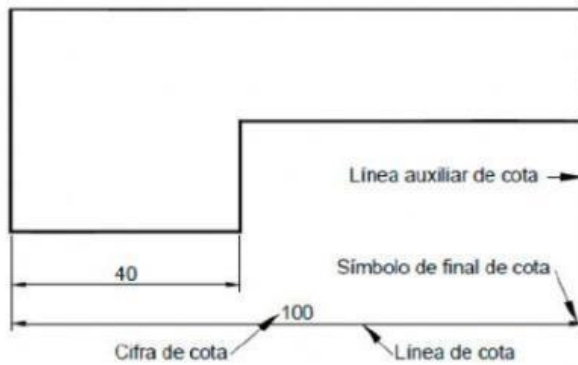 Línea auxiliar de cota
Símbolo de final de cota
40
100
Cifra de cota
Línea de cota